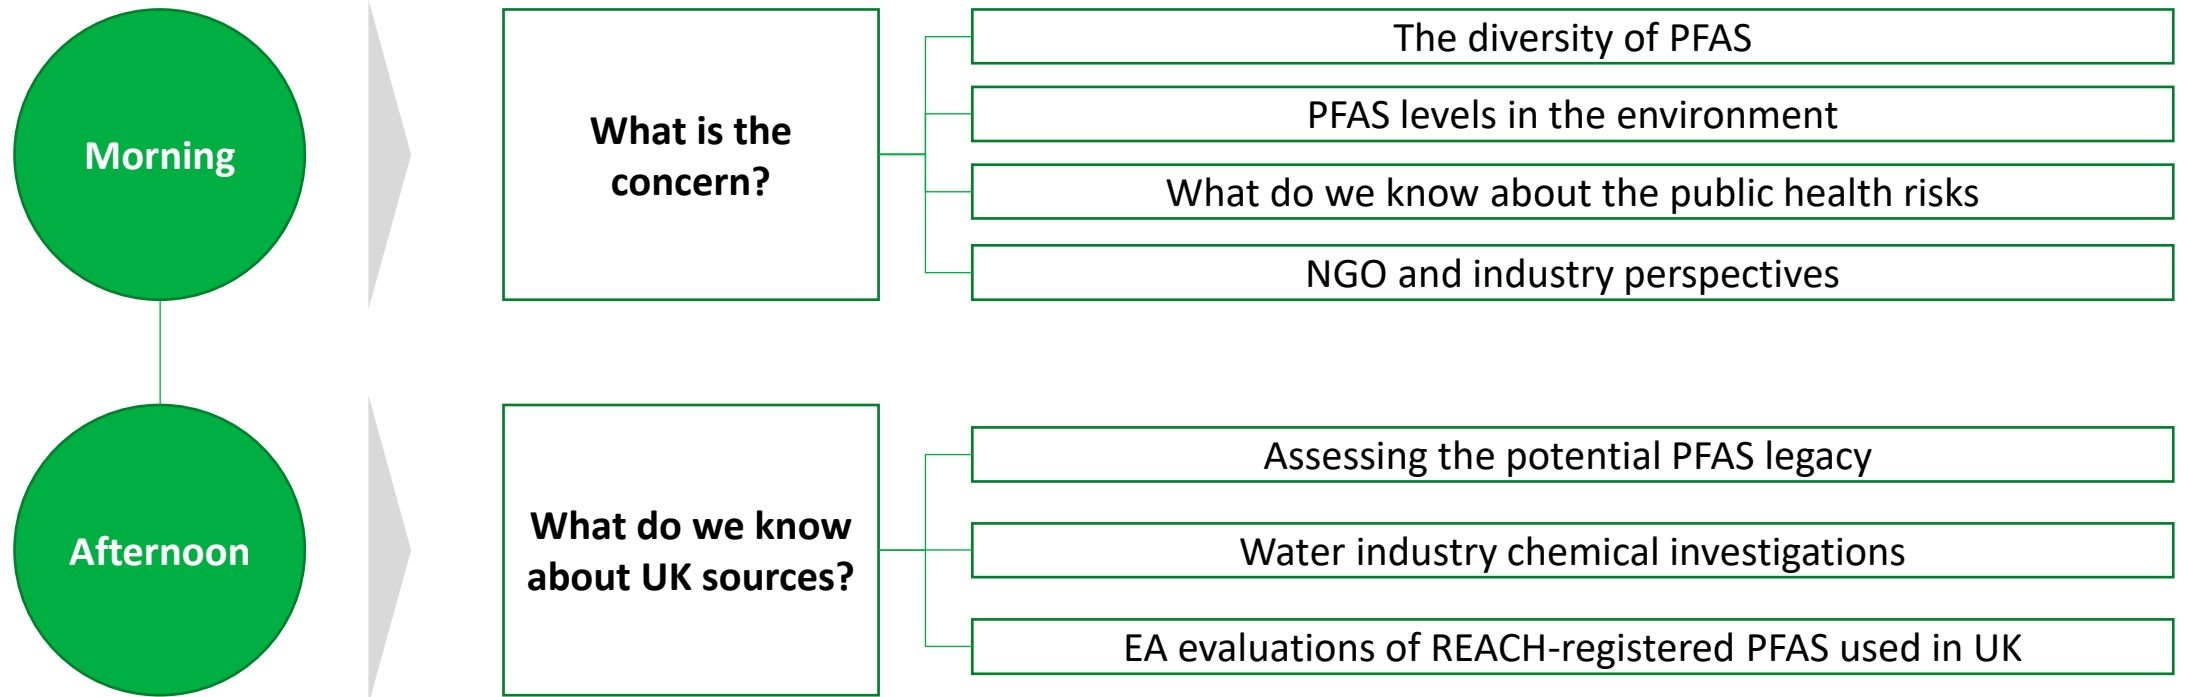 Morning
What is the
concern?
The diversity of PFAS
PFAS levels in the environment
What do we know about the public health risks
NGO and industry perspectives
Afternoon
What do we know
about UK sources?
Assessing the potential PFAS legacy
Water industry chemical investigations
EA evaluations of REACH-registered PFAS used in UK